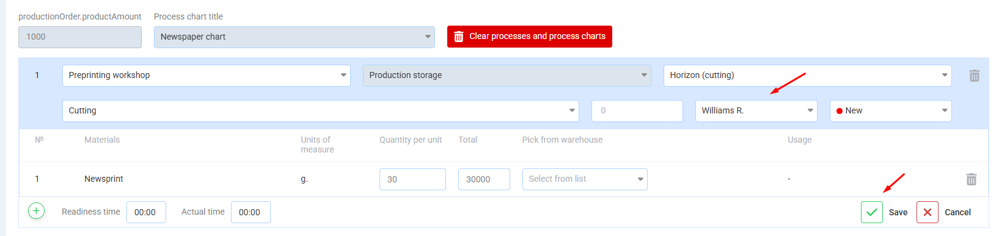 productionOrder.productAmount Process chart title
1000 Newspaper chart Clear processes and process charts
1 Preprinting workshop Production storage Horizon (cutting)
Cutting 0 Williams R. New
№ Materials Units of measure Quantity per unit Total Pick from warehouse Usage
1 Newsprint g. 30 30000 Select from list -
Readiness time 00:00 Actual time 00:00 Save Cancel